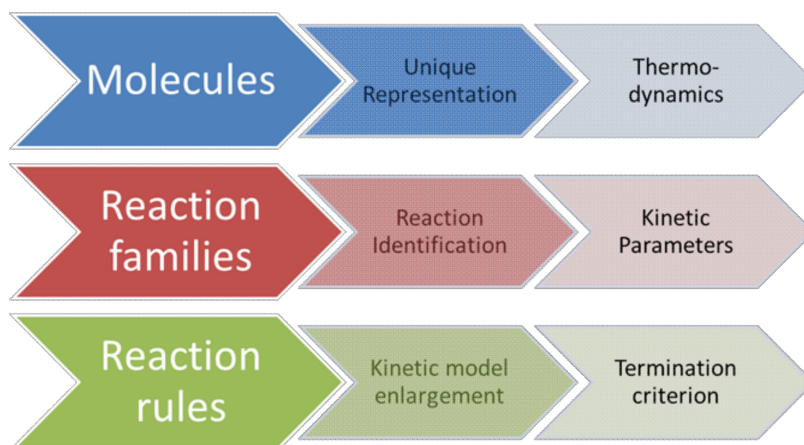 Molecules
Unique
Representation
Thermo-
dynamics
Reaction
families
Reaction
Identification
Kinetic
Parameters
Reaction
rules
Kinetic model
enlargement
Termination
criterion